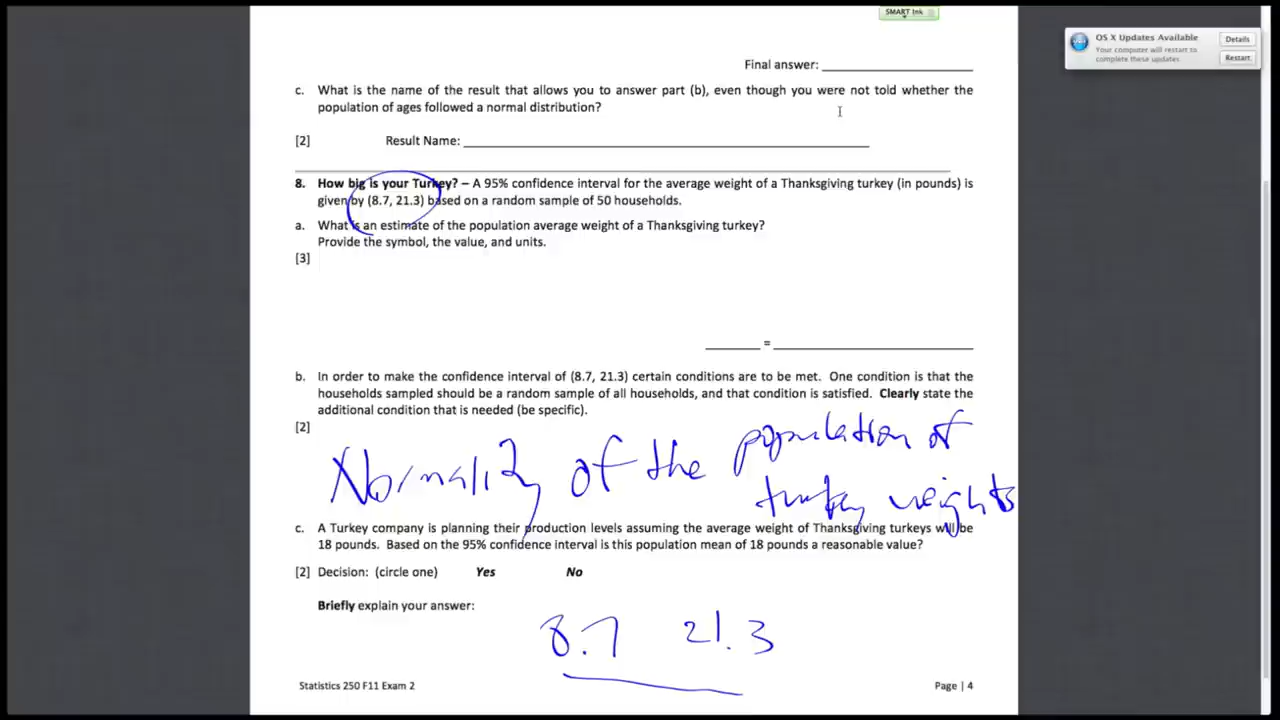 SMART Ink
OS X Updates Available
Your computer will restart to
complete these updates.
Details
Restart
Final answer: _______________
c. What is the name of the result that allows you to answer part (b), even though you were not told whether the
population of ages followed a normal distribution?
[2] Result Name: _______________
8. How big is your Turkey? – A 95% confidence interval for the average weight of a Thanksgiving turkey (in pounds) is
given by (8.7, 21.3) based on a random sample of 50 households.
a. What is an estimate of the population average weight of a Thanksgiving turkey?
Provide the symbol, the value, and units.
[3]
_______ = _______________
b. In order to make the confidence interval of (8.7, 21.3) certain conditions are to be met. One condition is that the
households sampled should be a random sample of all households, and that condition is satisfied. Clearly state the
additional condition that is needed (be specific).
[2]
Normality of the population of
turkey weights
c. A Turkey company is planning their production levels assuming the average weight of Thanksgiving turkeys will be
18 pounds. Based on the 95% confidence interval is this population mean of 18 pounds a reasonable value?
[2] Decision: (circle one) Yes No
Briefly explain your answer:
8.7 21.3
Statistics 250 F11 Exam 2
Page | 4